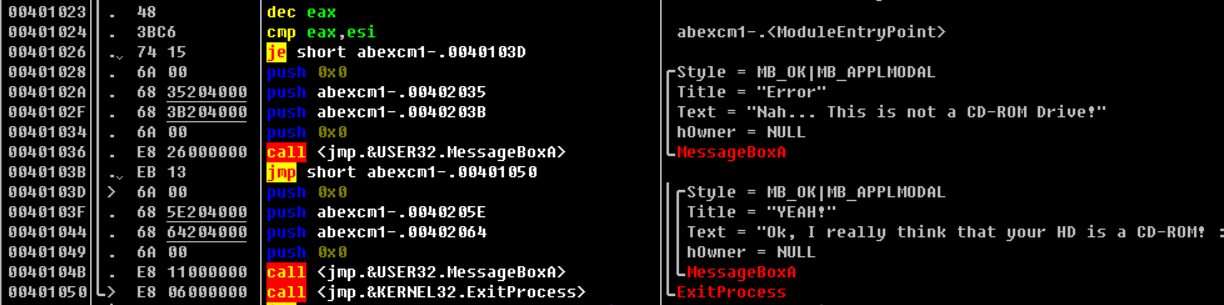 00401023 . 48 dec eax
00401024 . 3BC6 cmp eax,esi abexcm1-.<ModuleEntryPoint>
00401026 . 74 15 je short abexcm1-.0040103D
00401028 . 6A 00 push 0x0 Style = MB_OK|MB_APPLMODAL
0040102A . 68 35204000 push abexcm1-.00402035 Title = "Error"
0040102F . 68 3B204000 push abexcm1-.0040203B Text = "Nah... This is not a CD-ROM Drive!"
00401034 . 6A 00 push 0x0 hOwner = NULL
00401036 . E8 26000000 call <jmp.&USER32.MessageBoxA> MessageBoxA
0040103B . EB 13 jmp short abexcm1-.00401050
0040103D > 6A 00 push 0x0 Style = MB_OK|MB_APPLMODAL
0040103F . 68 5E204000 push abexcm1-.0040205E Title = "YEAH!"
00401044 . 68 64204000 push abexcm1-.00402064 Text = "Ok, I really think that your HD is a CD-ROM! :
00401049 . 6A 00 push 0x0 hOwner = NULL
0040104B . E8 11000000 call <jmp.&USER32.MessageBoxA> MessageBoxA
00401050 > E8 06000000 call <jmp.&KERNEL32.ExitProcess> ExitProcess